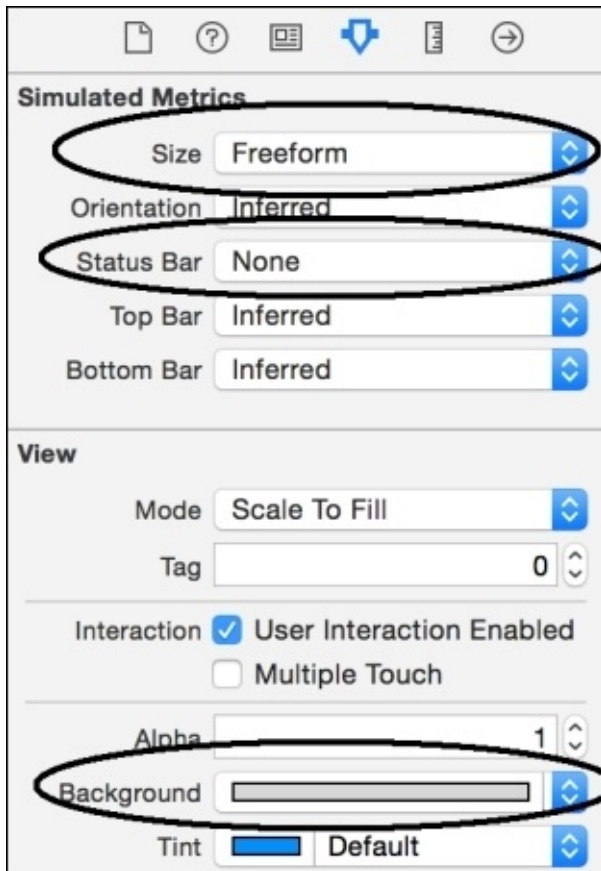 Simulated Metrics
Size Freeform
Orientation Inferred
Status Bar None
Top Bar Inferred
Bottom Bar Inferred
View
Mode Scale To Fill
Tag 0
Interaction User Interaction Enabled
Multiple Touch
Alpha 1
Background
Tint Default